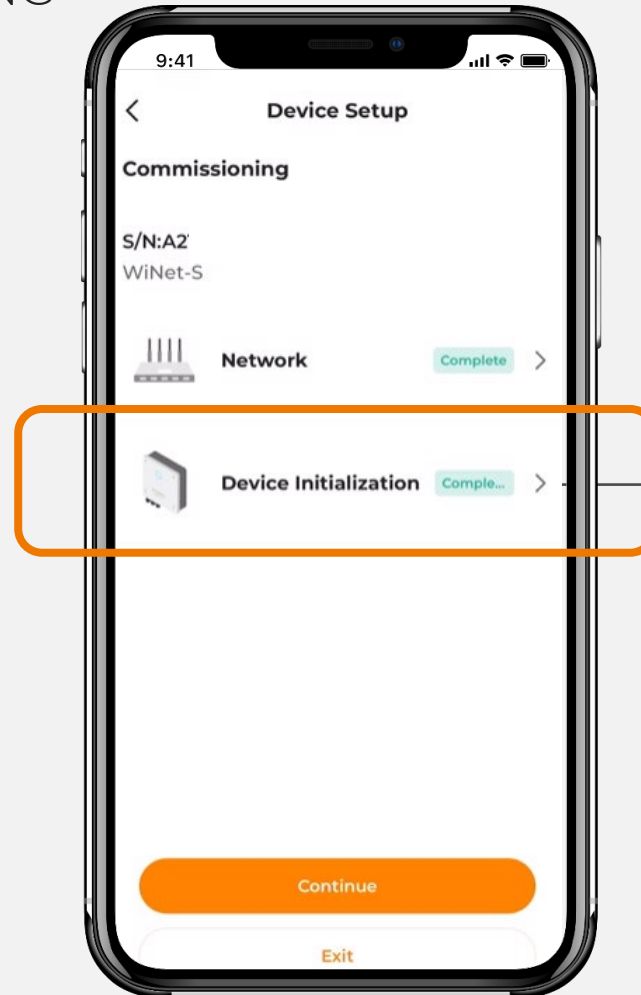 9:41
Device Setup
Commissioning
S/N:A2
WiNet-S
Network Complete
Device Initialization Comple...
Continue
Exit